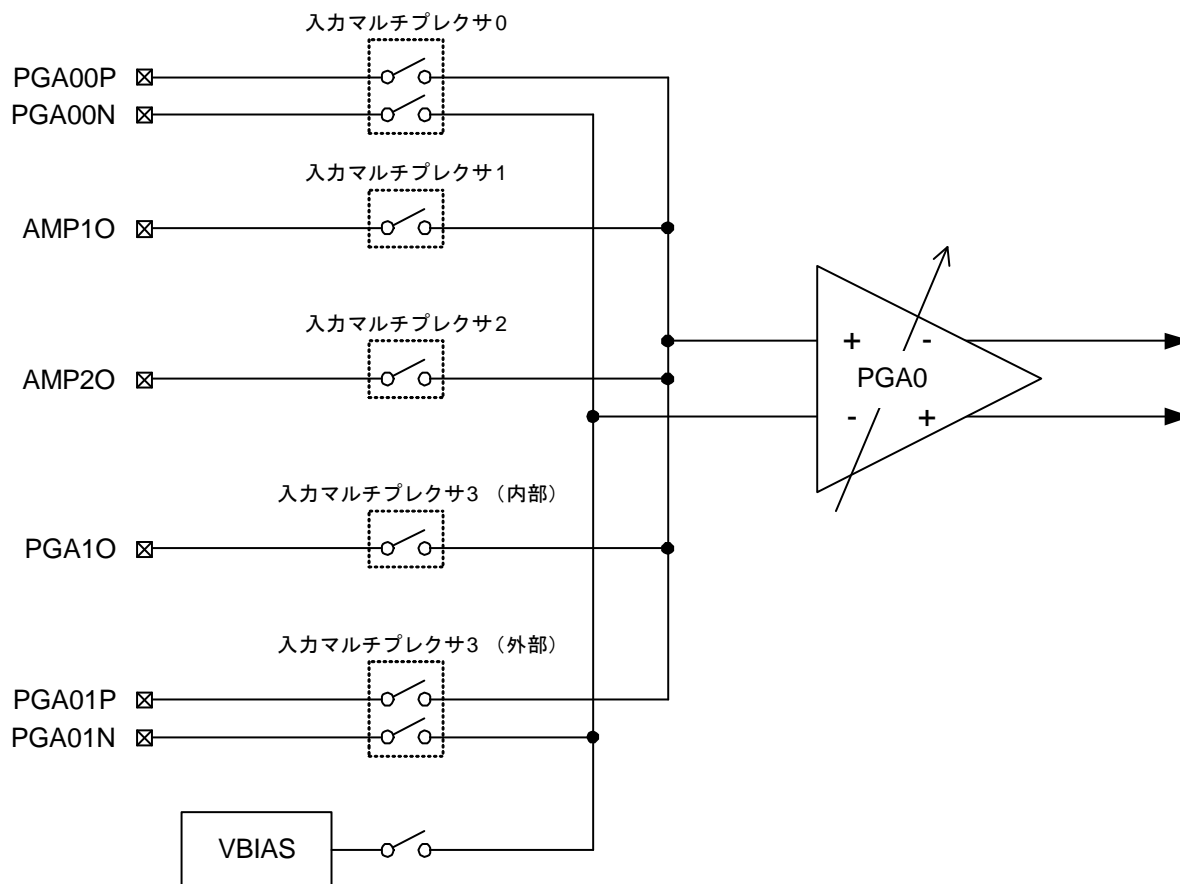 入力マルチプレクサ0
PGA00P
PGA00N
入力マルチプレクサ1
AMP1O
入力マルチプレクサ2
AMP2O
+ -
PGA0
- +
入力マルチプレクサ3 （内部）
PGA1O
入力マルチプレクサ3 （外部）
PGA01P
PGA01N
VBIAS